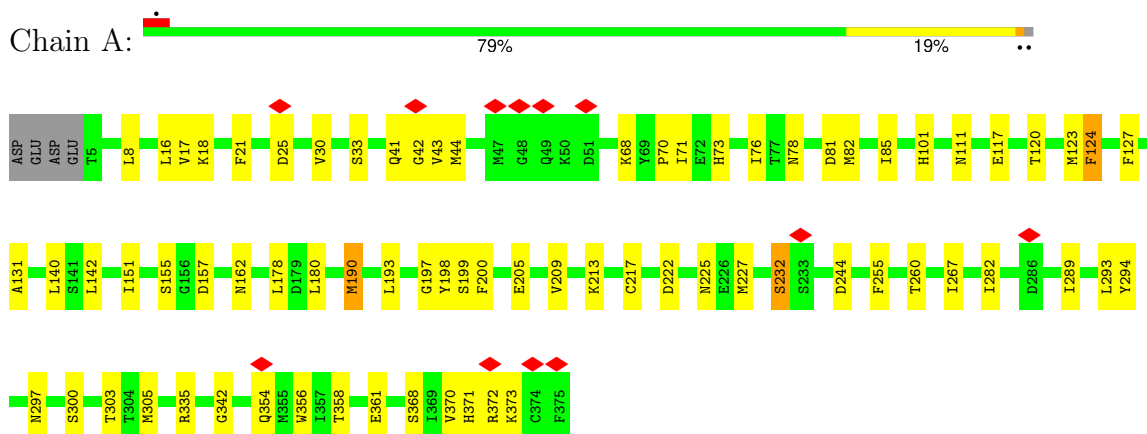 Chain A:
79% 19%
ASP GLU ASP GLU T5 L8 L16 V17 K18 F21 D25 V30 S33 Q41 G42 V43 M44 M47 G48 Q49 K50 D51 K68 Y69 P70 I71 E72 H73 I76 T77 N78 D81 M82 I85 H101 N111 E117 T120 M123 F124 F127
A131 L140 S141 L142 I151 S155 G156 D157 N162 L178 D179 L180 M190 L193 G197 Y198 S199 F200 E205 V209 K213 C217 D222 N225 E226 M227 S232 S233 D244 F255 T260 I267 I282 D286 I289 L293 Y294
N297 S300 T303 T304 M305 R335 G342 Q354 M355 W356 I357 T358 E361 S368 I369 V370 H371 R372 K373 C374 F375